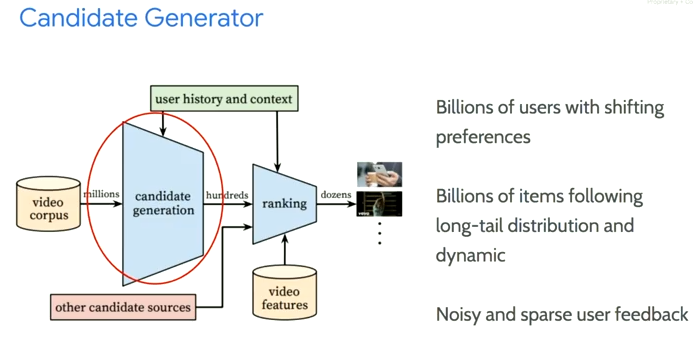 Candidate Generator
user history and context
video
corpus
millions
candidate
generation
hundreds
ranking
dozens
other candidate sources
video
features
Billions of users with shifting
preferences
Billions of items following
long-tail distribution and
dynamic
Noisy and sparse user feedback